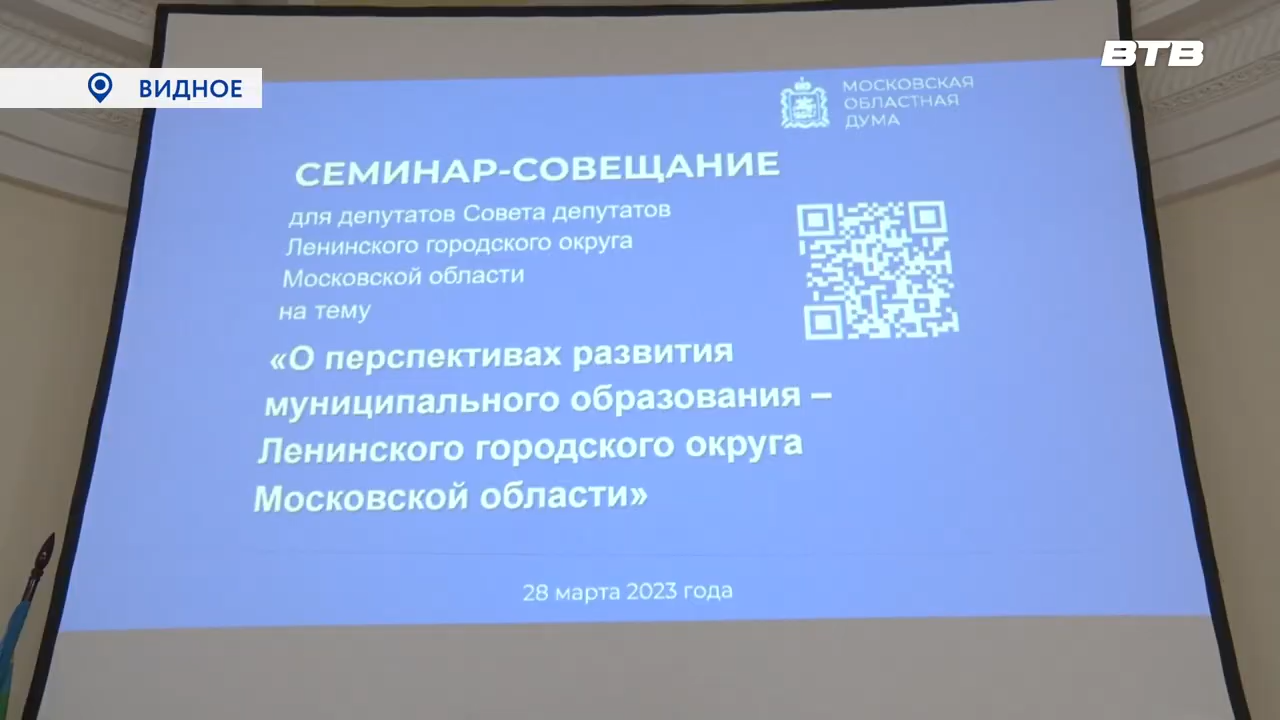 ВТВ
ВИДНОЕ
МОСКОВСКАЯ
ОБЛАСТНАЯ
ДУМА
СЕМИНАР-СОВЕЩАНИЕ
для депутатов Совета депутатов
Ленинского городского округа
Московской области
на тему
«О перспективах развития
муниципального образования –
Ленинского городского округа
Московской области»
28 марта 2023 года